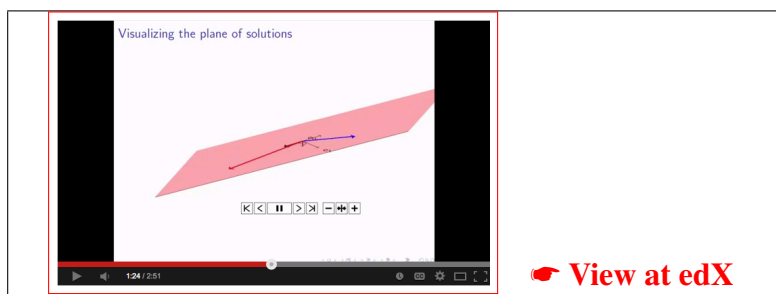 Visualizing the plane of solutions
1:24 / 2:51
☛ View at edX